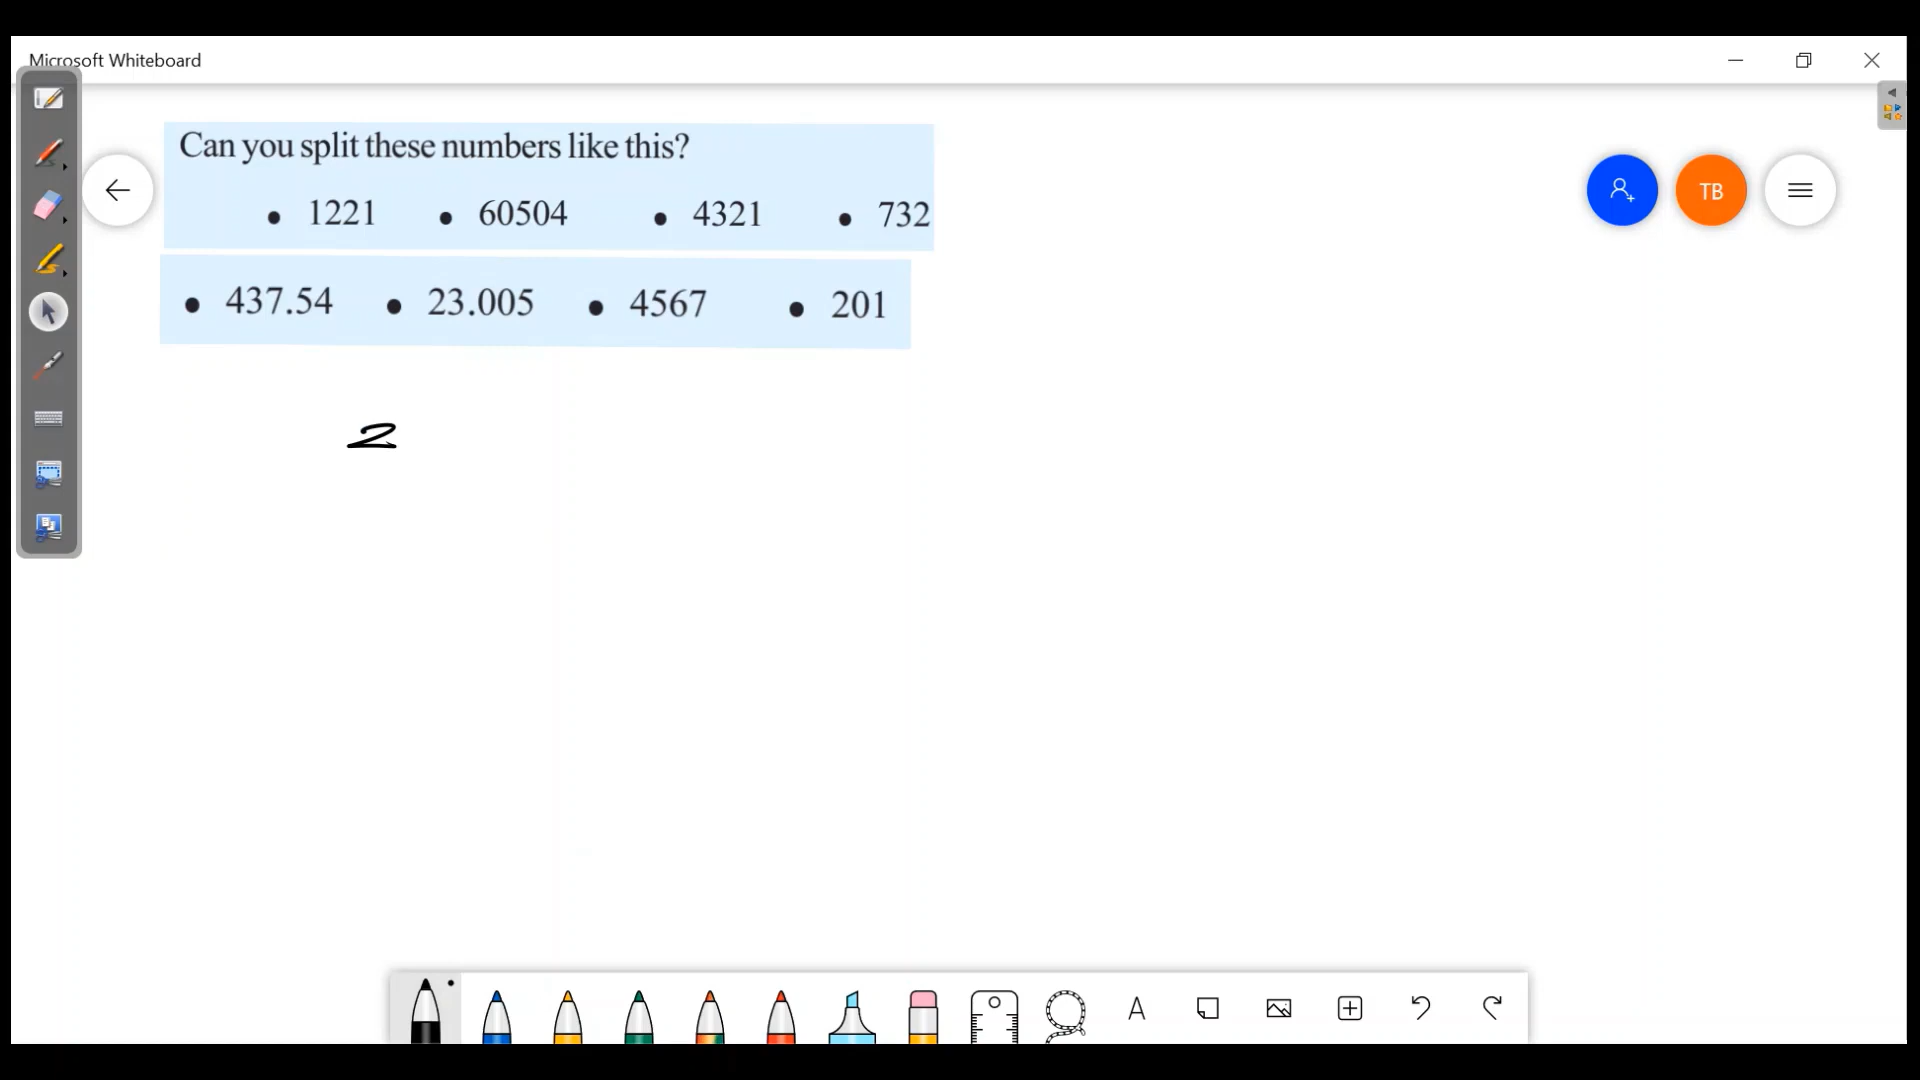 Microsoft Whiteboard
Can you split these numbers like this?
• 1221 • 60504 • 4321 • 732
• 437.54 • 23.005 • 4567 • 201
TB
2
A